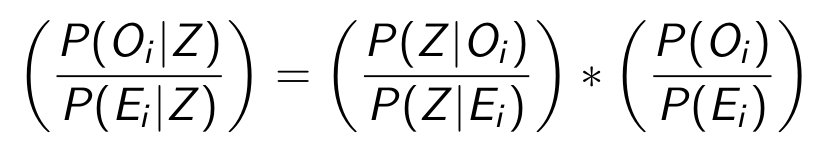 (P(O_i|Z) / P(E_i|Z)) = (P(Z|O_i) / P(Z|E_i)) * (P(O_i) / P(E_i))